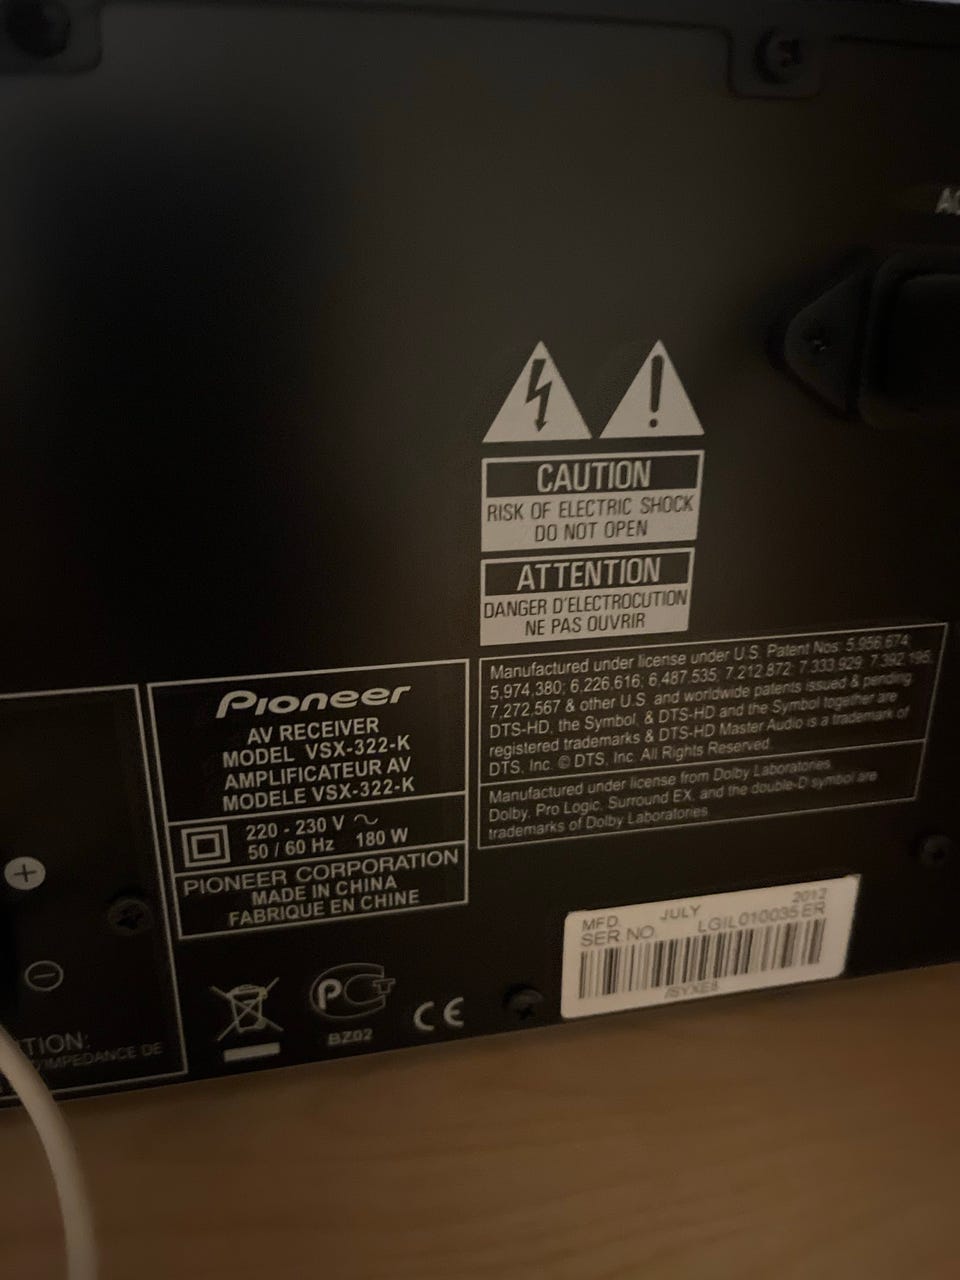 AC
CAUTION
RISK OF ELECTRIC SHOCK
DO NOT OPEN
ATTENTION
DANGER D'ELECTROCUTION
NE PAS OUVRIR
Pioneer
AV RECEIVER
MODEL VSX-322-K
AMPLIFICATEUR AV
MODELE VSX-322-K
220 - 230 V ~
50 / 60 Hz 180 W
PIONEER CORPORATION
MADE IN CHINA
FABRIQUE EN CHINE
Manufactured under license under U.S. Patent Nos: 5,956,674;
5,974,380; 6,226,616; 6,487,535; 7,212,872; 7,333,929; 7,392,195;
7,272,567 & other U.S. and worldwide patents issued & pending.
DTS-HD, the Symbol, & DTS-HD and the Symbol together are
registered trademarks & DTS-HD Master Audio is a trademark of
DTS, Inc. © DTS, Inc. All Rights Reserved.
Manufactured under license from Dolby Laboratories.
Dolby, Pro Logic, Surround EX, and the double-D symbol are
trademarks of Dolby Laboratories.
MFD. JULY 2012
SER NO. LGIL010035ER
/SYXE8
BZ02
CE
TION:
/IMPEDANCE DE